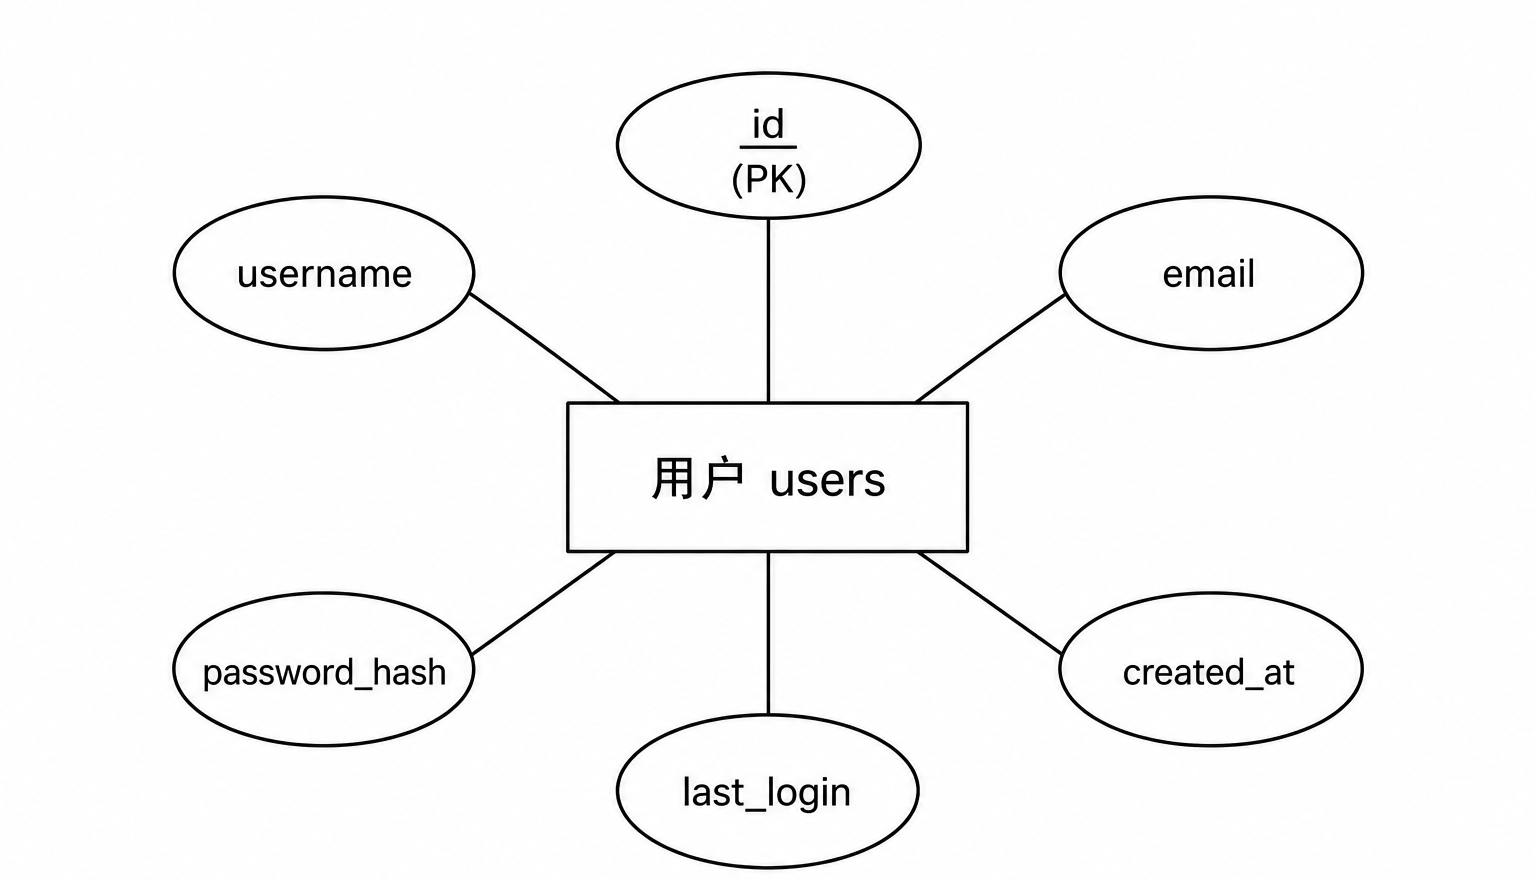 id
(PK)
username
email
用户 users
password_hash
created_at
last_login